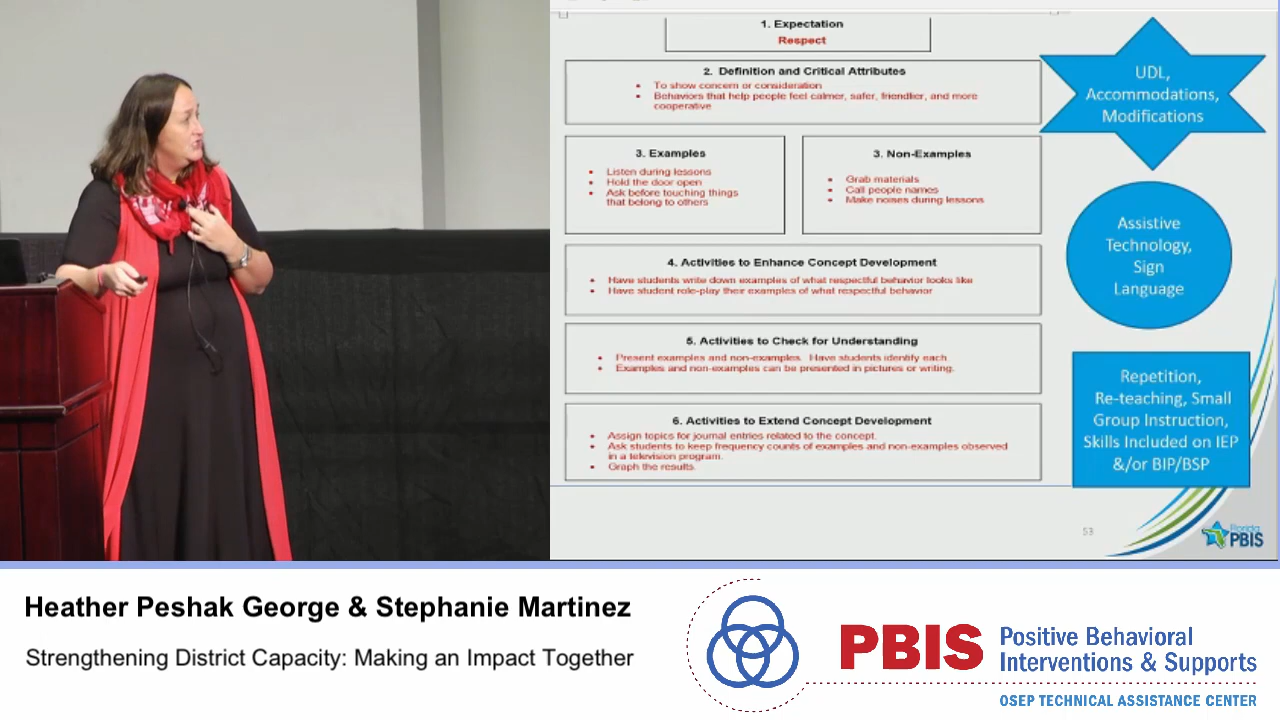 1. Expectation
Respect
2. Definition and Critical Attributes
• To show concern or consideration
• Behaviors that help people feel calmer, safer, friendlier, and more
cooperative
3. Examples
• Listen during lessons
• Hold the door open
• Ask before touching things
that belong to others
3. Non-Examples
• Grab materials
• Call people names
• Make noises during lessons
4. Activities to Enhance Concept Development
• Have students write down examples of what respectful behavior looks like
• Have student role-play their examples of what respectful behavior
5. Activities to Check for Understanding
• Present examples and non-examples. Have students identify each.
• Examples and non-examples can be presented in pictures or writing.
6. Activities to Extend Concept Development
• Assign topics for journal entries related to the concept.
• Ask students to keep frequency counts of examples and non-examples observed
in a television program.
• Graph the results.
UDL,
Accommodations,
Modifications
Assistive
Technology,
Sign
Language
Repetition,
Re-teaching, Small
Group Instruction,
Skills Included on IEP
&/or BIP/BSP
53
Florida
PBIS
Heather Peshak George & Stephanie Martinez
Strengthening District Capacity: Making an Impact Together
PBIS
Positive Behavioral
Interventions & Supports
OSEP TECHNICAL ASSISTANCE CENTER